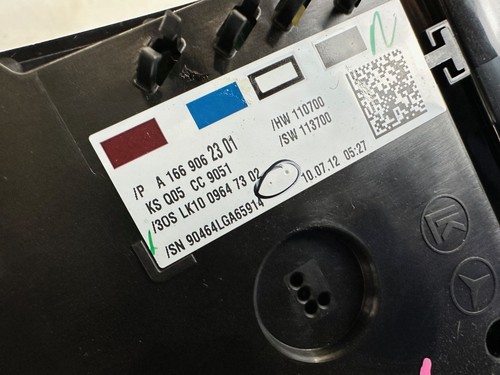 /P A 166 906 23 01
KS Q05 CC 9051
/3OS LK10 0964 73 02
/SN 90464LGA65914
/HW 110700
/SW 113700
10.07.12 05:27
N